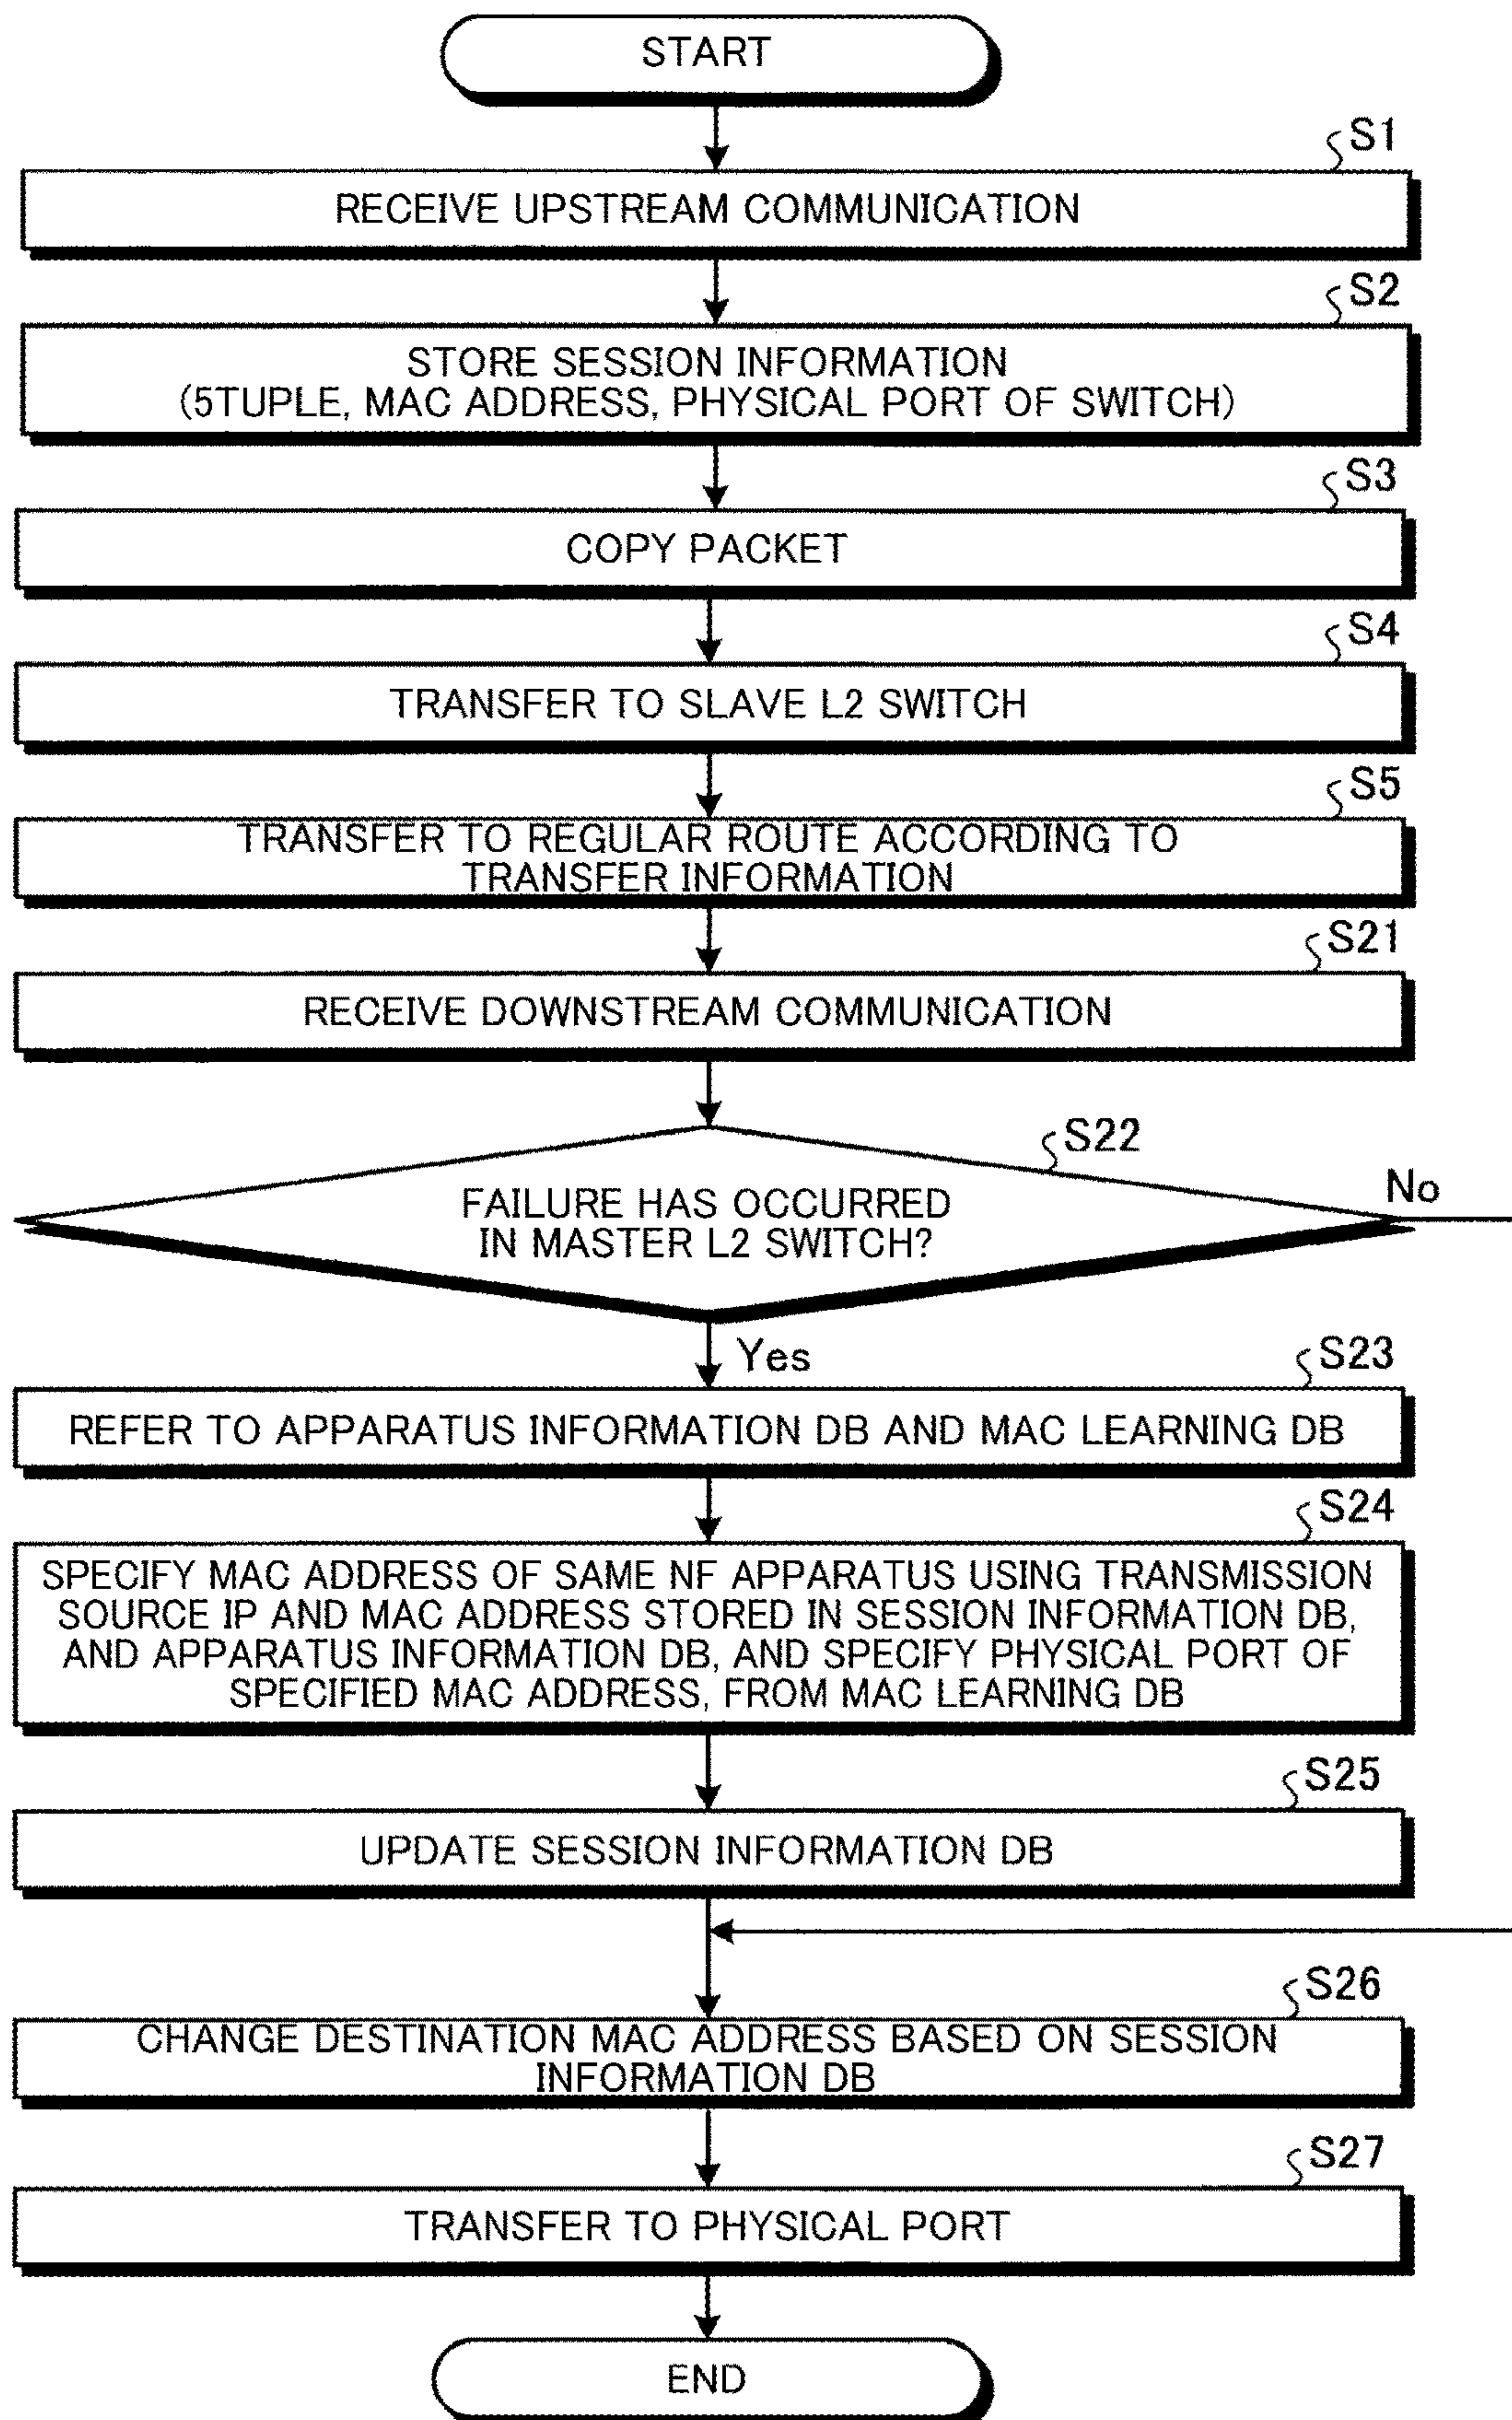 START
S1
RECEIVE UPSTREAM COMMUNICATION
S2
STORE SESSION INFORMATION
(5TUPLE, MAC ADDRESS, PHYSICAL PORT OF SWITCH)
S3
COPY PACKET
S4
TRANSFER TO SLAVE L2 SWITCH
S5
TRANSFER TO REGULAR ROUTE ACCORDING TO
TRANSFER INFORMATION
S21
RECEIVE DOWNSTREAM COMMUNICATION
S22
FAILURE HAS OCCURRED
IN MASTER L2 SWITCH?
No
Yes
S23
REFER TO APPARATUS INFORMATION DB AND MAC LEARNING DB
S24
SPECIFY MAC ADDRESS OF SAME NF APPARATUS USING TRANSMISSION
SOURCE IP AND MAC ADDRESS STORED IN SESSION INFORMATION DB,
AND APPARATUS INFORMATION DB, AND SPECIFY PHYSICAL PORT OF
SPECIFIED MAC ADDRESS, FROM MAC LEARNING DB
S25
UPDATE SESSION INFORMATION DB
S26
CHANGE DESTINATION MAC ADDRESS BASED ON SESSION
INFORMATION DB
S27
TRANSFER TO PHYSICAL PORT
END